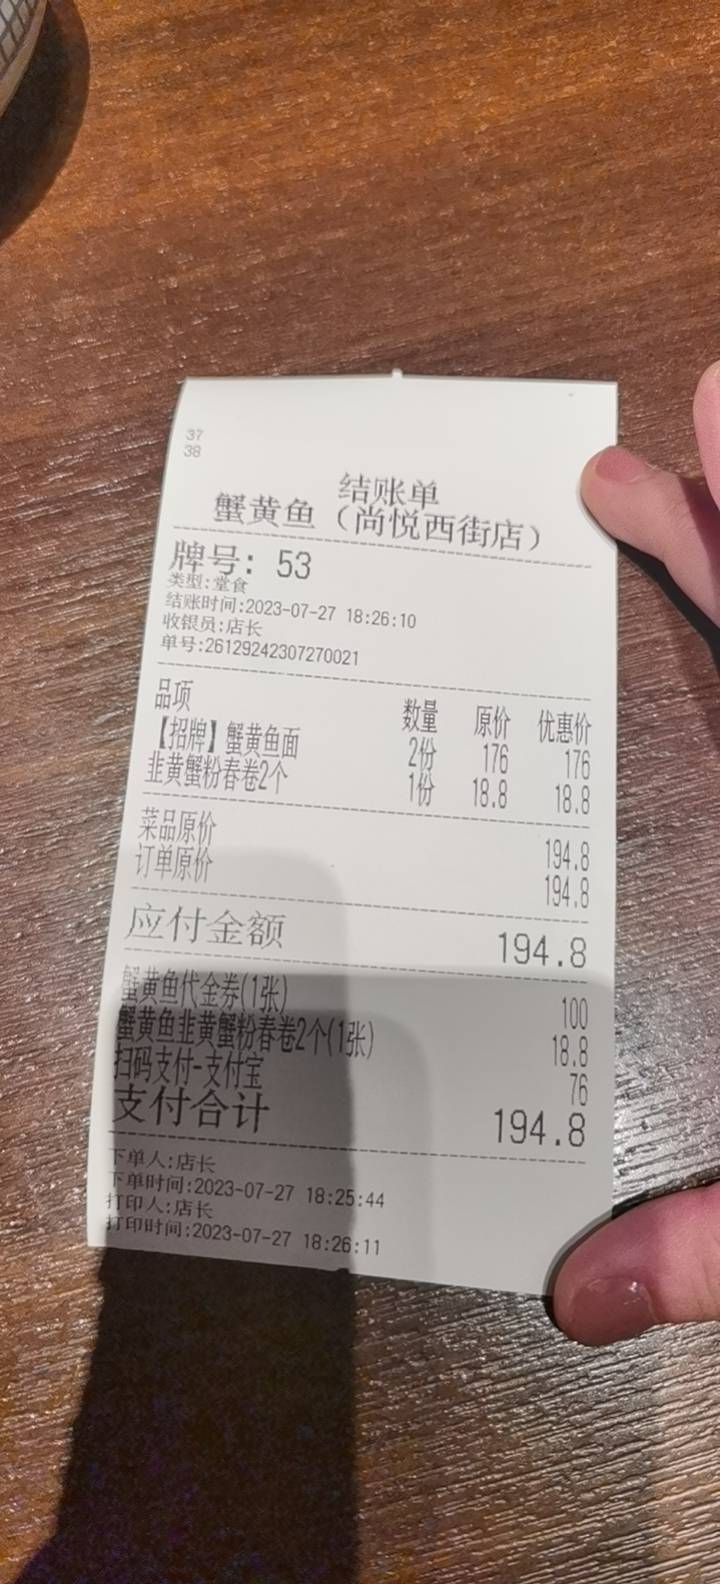 37
38
结账单
蟹黄鱼（尚悦西街店）
牌号: 53
类型:堂食
结账时间:2023-07-27 18:26:10
收银员:店长
单号:26129242307270021
品项 数量 原价 优惠价
【招牌】蟹黄鱼面 2份 176 176
韭黄蟹粉春卷2个 1份 18.8 18.8
菜品原价 194.8
订单原价 194.8
应付金额 194.8
蟹黄鱼代金券(1张) 100
蟹黄鱼韭黄蟹粉春卷2个(1张) 18.8
扫码支付-支付宝 76
支付合计 194.8
下单人:店长
下单时间:2023-07-27 18:25:44
打印人:店长
打印时间:2023-07-27 18:26:11